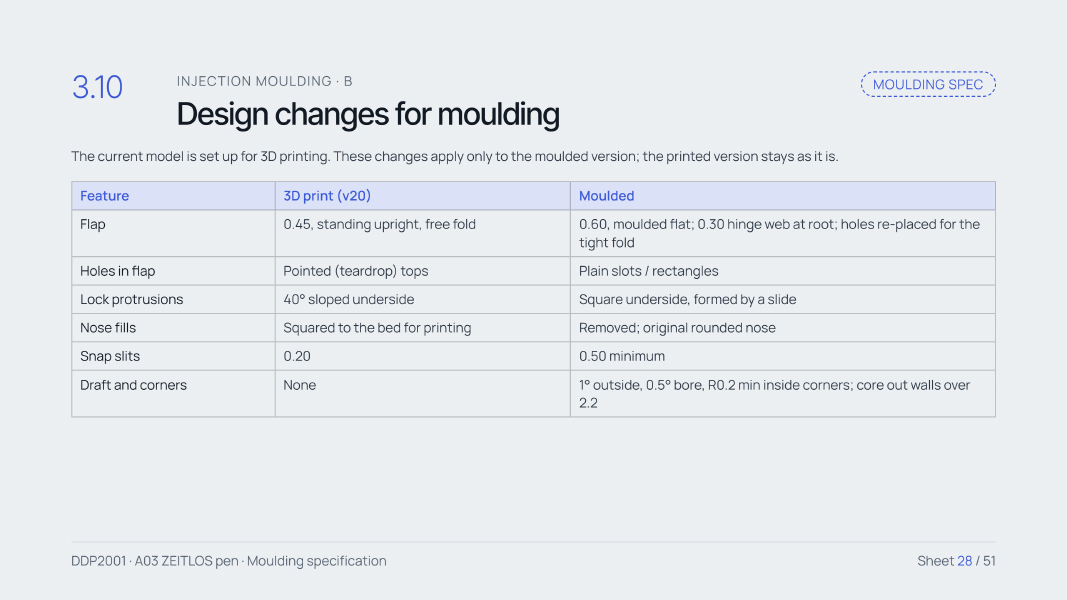 3.10
INJECTION MOULDING · B
MOULDING SPEC
Design changes for moulding
The current model is set up for 3D printing. These changes apply only to the moulded version; the printed version stays as it is.
Feature 3D print (v20) Moulded
Flap 0.45, standing upright, free fold 0.60, moulded flat; 0.30 hinge web at root; holes re-placed for the
tight fold
Holes in flap Pointed (teardrop) tops Plain slots / rectangles
Lock protrusions 40° sloped underside Square underside, formed by a slide
Nose fills Squared to the bed for printing Removed; original rounded nose
Snap slits 0.20 0.50 minimum
Draft and corners None 1° outside, 0.5° bore, R0.2 min inside corners; core out walls over
2.2
DDP2001 · A03 ZEITLOS pen · Moulding specification
Sheet 28 / 51